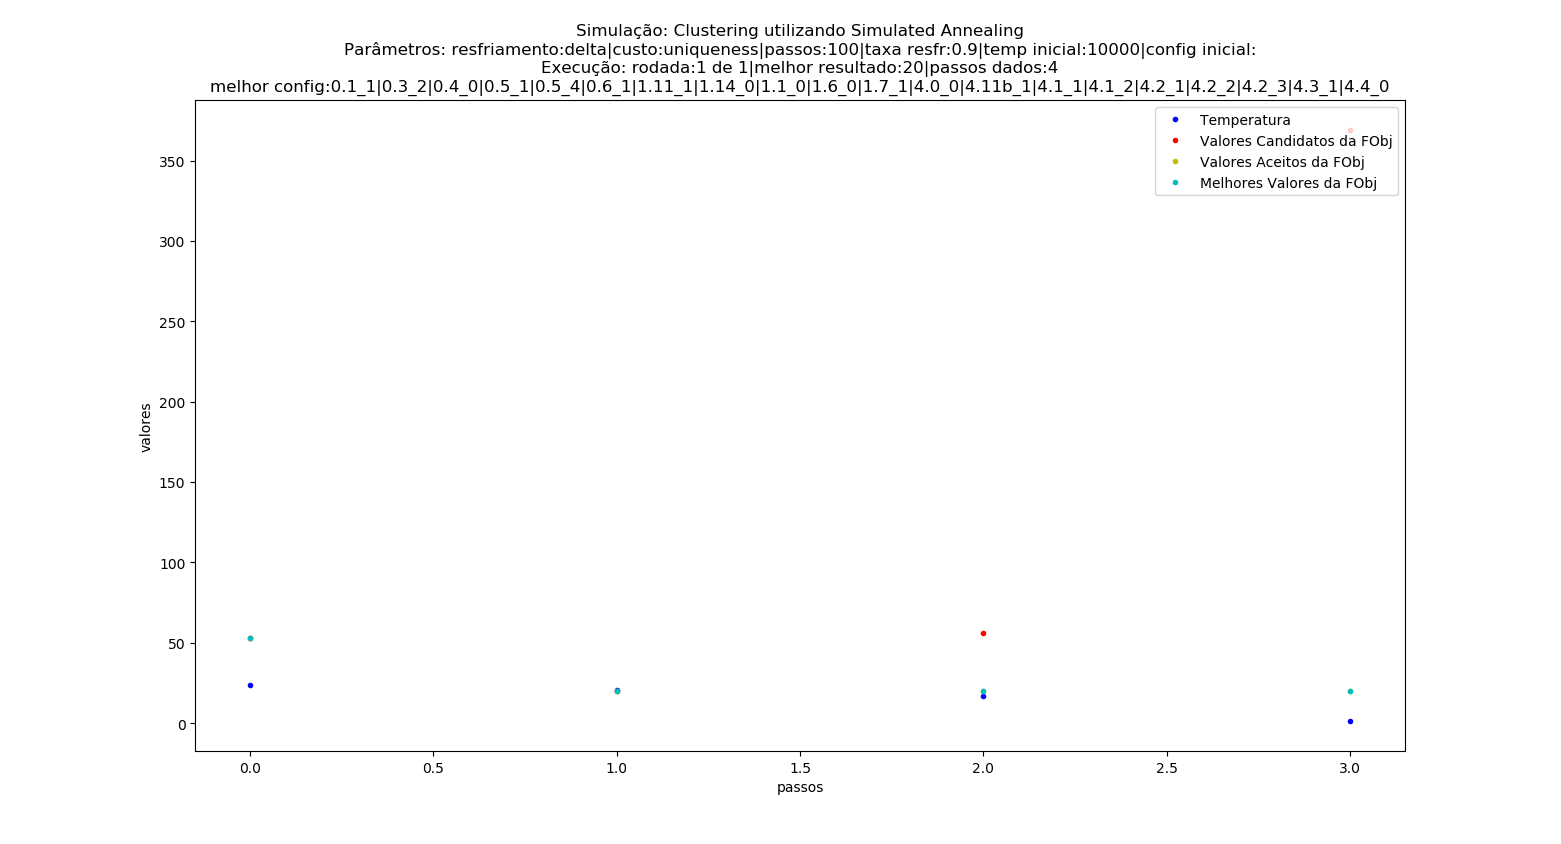 Simulação: Clustering utilizando Simulated Annealing
Parâmetros: resfriamento:delta|custo:uniqueness|passos:100|taxa resfr:0.9|temp inicial:10000|config inicial:
Execução: rodada:1 de 1|melhor resultado:20|passos dados:4
melhor config:0.1_1|0.3_2|0.4_0|0.5_1|0.5_4|0.6_1|1.11_1|1.14_0|1.1_0|1.6_0|1.7_1|4.0_0|4.11b_1|4.1_1|4.1_2|4.2_1|4.2_2|4.2_3|4.3_1|4.4_0
Temperatura
Valores Candidatos da FObj
Valores Aceitos da FObj
Melhores Valores da FObj
350
300
250
200
150
100
50
0
valores
0.0 0.5 1.0 1.5 2.0 2.5 3.0
passos